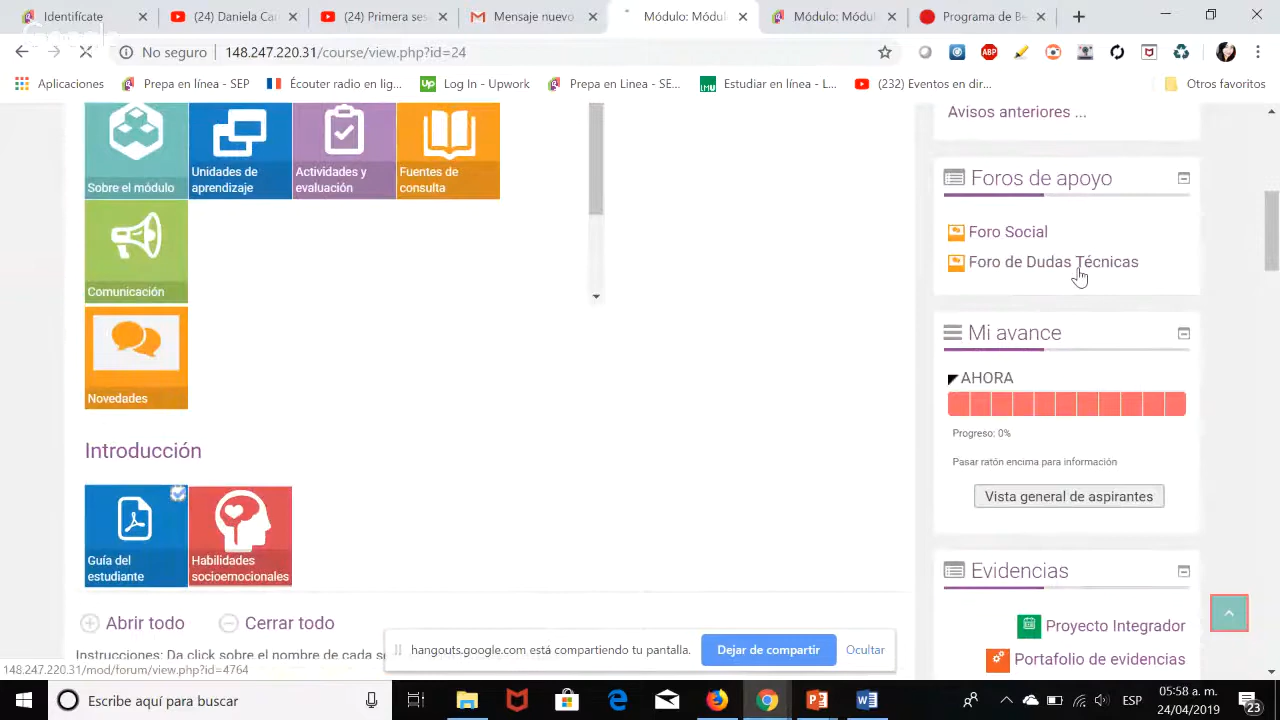 Introducción
(24) Daniela Ca
(24) Primera ses
Mensaje nuevo
Módulo: Módul
Módulo: Módul
Programa de Be
No seguro
148.247.220.31/course/view.php?id=24
Aplicaciones
Prepa en línea - SEP
Écouter radio en lig...
Log In - Upwork
Prepa en Linea - SE...
Estudiar en línea - L...
(232) Eventos en dir...
Otros favoritos
Sobre el módulo
Unidades de
aprendizaje
Actividades y
evaluación
Fuentes de
consulta
Comunicación
Novedades
Introducción
Guía del
estudiante
Habilidades
socioemocionales
Abrir todo
Cerrar todo
Instrucciones: Da click sobre el nombre de cada se
Avisos anteriores ...
Foros de apoyo
Foro Social
Foro de Dudas Técnicas
Mi avance
AHORA
Progreso: 0%
Pasar ratón encima para información
Vista general de aspirantes
Evidencias
Proyecto Integrador
Portafolio de evidencias
hangouts.google.com está compartiendo tu pantalla.
Dejar de compartir
Ocultar
148.247.220.31/mod/forum/view.php?id=4764
Escribe aquí para buscar
ESP
05:58 a. m.
24/04/2019
23